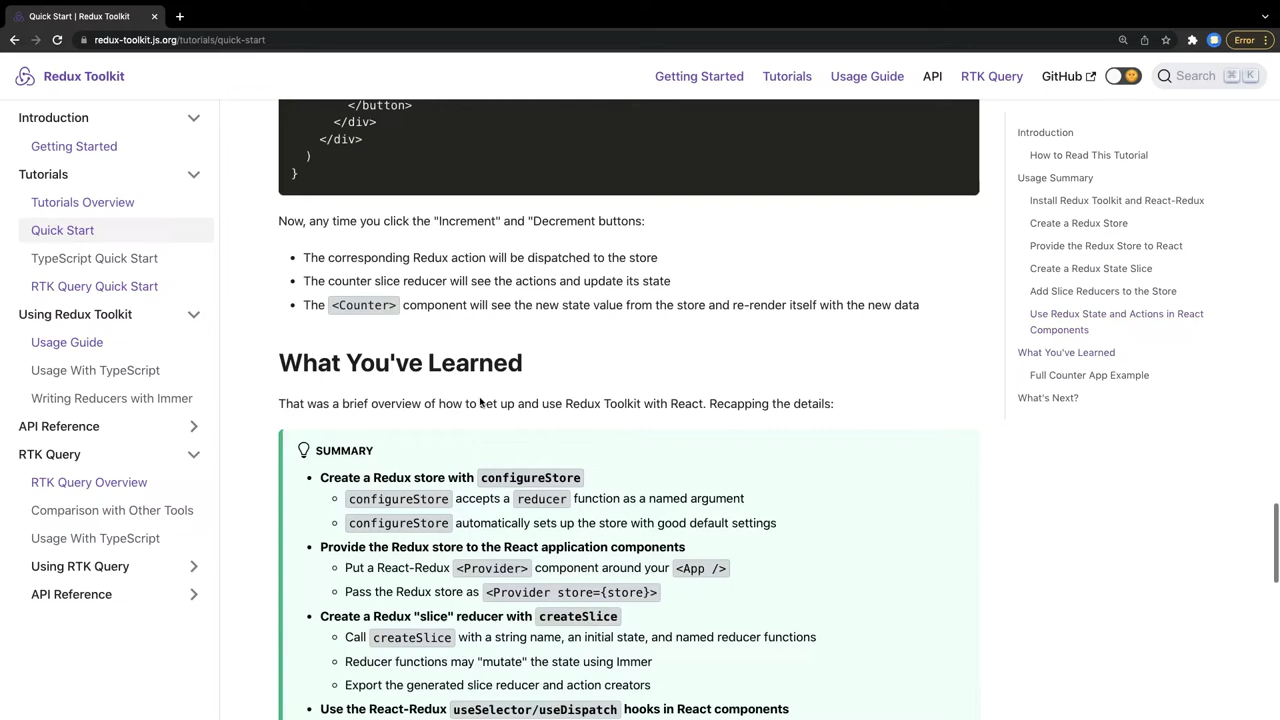 Quick Start | Redux Toolkit
redux-toolkit.js.org/tutorials/quick-start
Error
Redux Toolkit
Getting Started
Tutorials
Usage Guide
API
RTK Query
GitHub
Search
⌘ K
Introduction
Getting Started
Tutorials
Tutorials Overview
Quick Start
TypeScript Quick Start
RTK Query Quick Start
Using Redux Toolkit
Usage Guide
Usage With TypeScript
Writing Reducers with Immer
API Reference
RTK Query
RTK Query Overview
Comparison with Other Tools
Usage With TypeScript
Using RTK Query
API Reference
</button>
</div>
</div>
)
}
Now, any time you click the "Increment" and "Decrement buttons:
• The corresponding Redux action will be dispatched to the store
• The counter slice reducer will see the actions and update its state
• The <Counter> component will see the new state value from the store and re-render itself with the new data
What You've Learned
That was a brief overview of how to set up and use Redux Toolkit with React. Recapping the details:
SUMMARY
• Create a Redux store with configureStore
◦ configureStore accepts a reducer function as a named argument
◦ configureStore automatically sets up the store with good default settings
• Provide the Redux store to the React application components
◦ Put a React-Redux <Provider> component around your <App />
◦ Pass the Redux store as <Provider store={store}>
• Create a Redux "slice" reducer with createSlice
◦ Call createSlice with a string name, an initial state, and named reducer functions
◦ Reducer functions may "mutate" the state using Immer
◦ Export the generated slice reducer and action creators
• Use the React-Redux useSelector/useDispatch hooks in React components
Introduction
How to Read This Tutorial
Usage Summary
Install Redux Toolkit and React-Redux
Create a Redux Store
Provide the Redux Store to React
Create a Redux State Slice
Add Slice Reducers to the Store
Use Redux State and Actions in React
Components
What You've Learned
Full Counter App Example
What's Next?